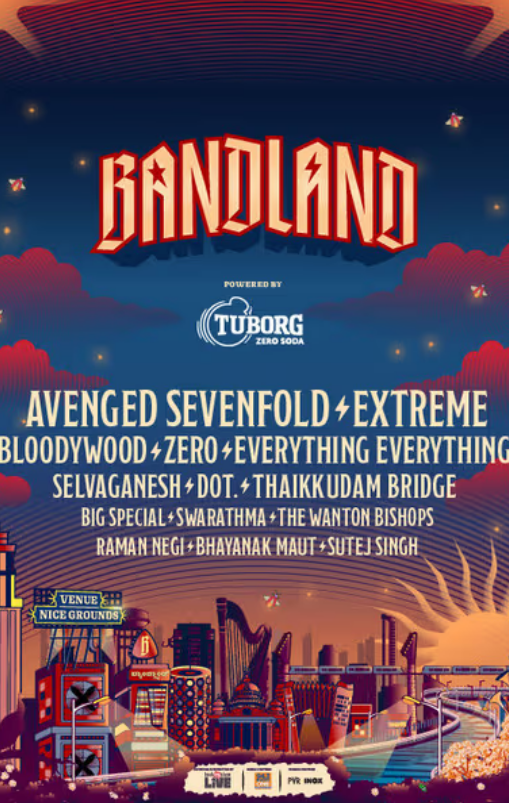 BANDLAND
POWERED BY
TUBORG
ZERO SODA
AVENGED SEVENFOLD EXTREME
BLOODYWOOD ZERO EVERYTHING EVERYTHING
SELVAGANESH DOT. THAIKKUDAM BRIDGE
BIG SPECIAL SWARATHMA THE WANTON BISHOPS
RAMAN NEGI BHAYANAK MAUT SUTEJ SINGH
VENUE
NICE GROUNDS
B
LIVE
PVR INOX